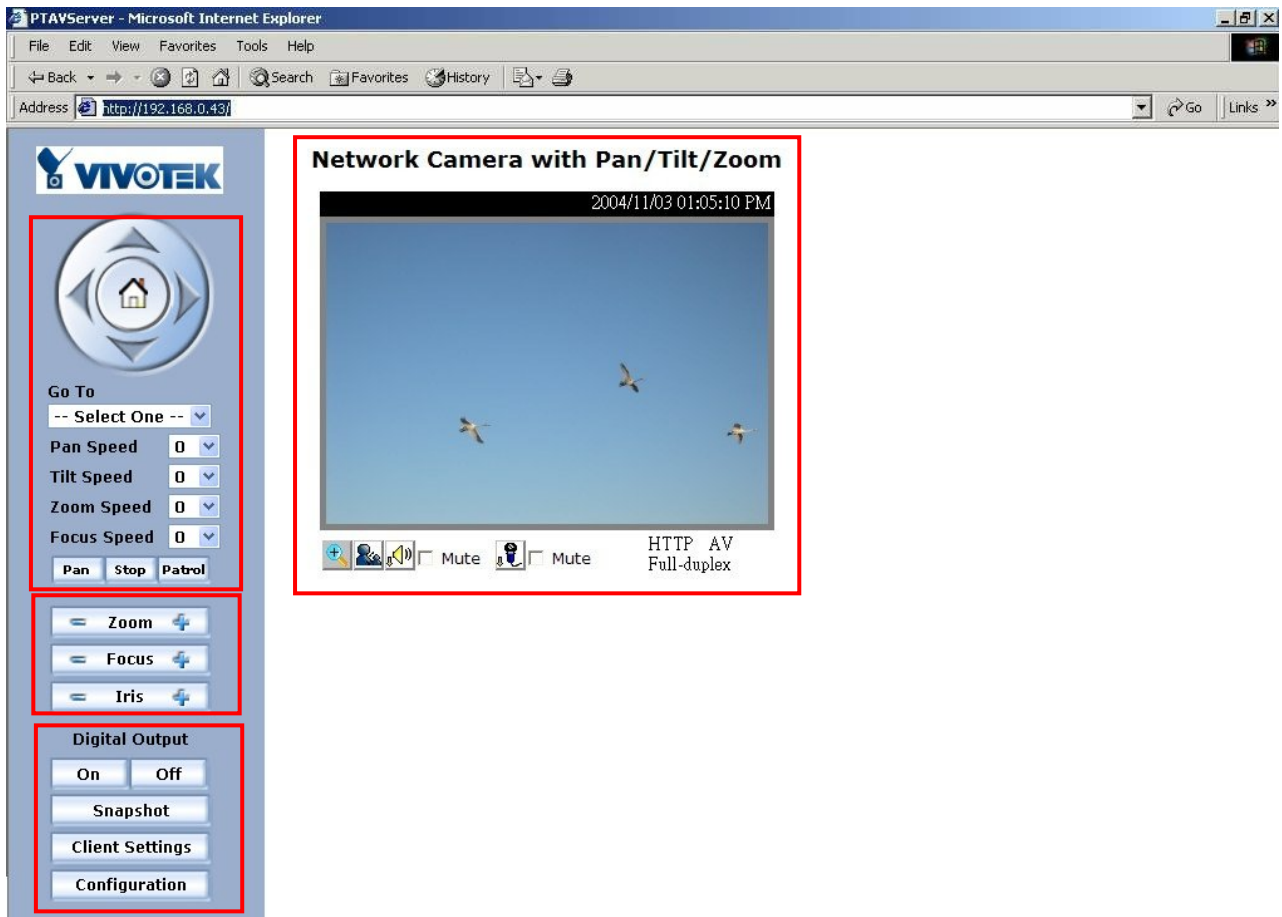 PTAVServer - Microsoft Internet Explorer
File Edit View Favorites Tools Help
Back Search Favorites History
Address http://192.168.0.43/ Go Links »
VIVOTEK
Go To
-- Select One --
Pan Speed 0
Tilt Speed 0
Zoom Speed 0
Focus Speed 0
Pan Stop Patrol
Zoom
Focus
Iris
Digital Output
On Off
Snapshot
Client Settings
Configuration
Network Camera with Pan/Tilt/Zoom
2004/11/03 01:05:10 PM
Mute Mute HTTP AV
Full-duplex